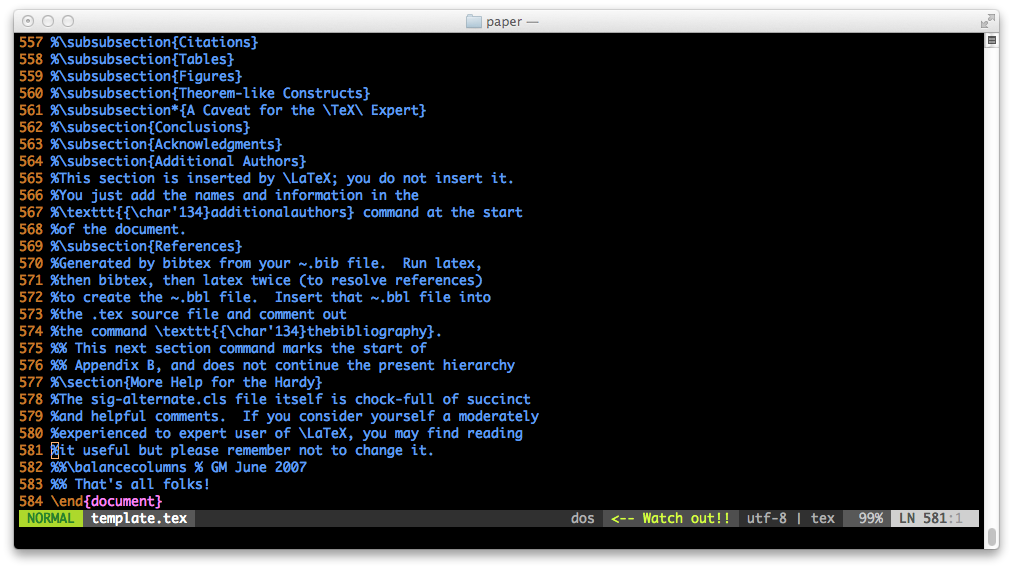 paper —
557 %\subsubsection{Citations}
558 %\subsubsection{Tables}
559 %\subsubsection{Figures}
560 %\subsubsection{Theorem-like Constructs}
561 %\subsubsection*{A Caveat for the \TeX\ Expert}
562 %\subsection{Conclusions}
563 %\subsection{Acknowledgments}
564 %\subsection{Additional Authors}
565 %This section is inserted by \LaTeX; you do not insert it.
566 %You just add the names and information in the
567 %\texttt{{\char'134}additionalauthors} command at the start
568 %of the document.
569 %\subsection{References}
570 %Generated by bibtex from your ~.bib file.  Run latex,
571 %then bibtex, then latex twice (to resolve references)
572 %to create the ~.bbl file.  Insert that ~.bbl file into
573 %the .tex source file and comment out
574 %the command \texttt{{\char'134}thebibliography}.
575 %% This next section command marks the start of
576 %% Appendix B, and does not continue the present hierarchy
577 %\section{More Help for the Hardy}
578 %The sig-alternate.cls file itself is chock-full of succinct
579 %and helpful comments.  If you consider yourself a moderately
580 %experienced to expert user of \LaTeX, you may find reading
581 %it useful but please remember not to change it.
582 %%\balancecolumns % GM June 2007
583 %% That's all folks!
584 \end{document}
NORMAL template.tex dos <-- Watch out!! utf-8 | tex 99% LN 581:1